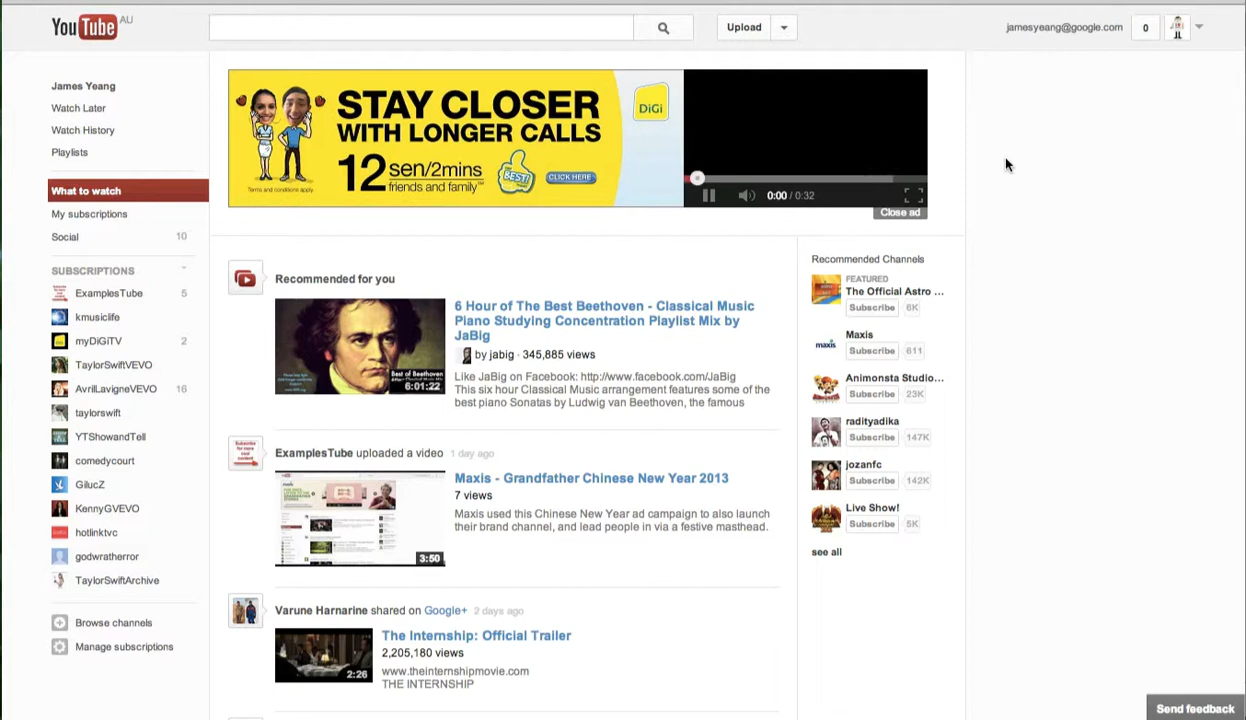 YouTube AU
Upload
jamesyeang@google.com
0
James Yeang
Watch Later
Watch History
Playlists
What to watch
My subscriptions
Social 10
SUBSCRIPTIONS
ExamplesTube 5
kmusiclife
myDiGiTV 2
TaylorSwiftVEVO
AvrilLavigneVEVO 16
taylorswift
YTShowandTell
comedycourt
GilucZ
KennyGVEVO
hotlinktvc
godwratherror
TaylorSwiftArchive
Browse channels
Manage subscriptions
STAY CLOSER
WITH LONGER CALLS
12 sen/2mins
friends and family™
Terms and conditions apply
BEST!
CLICK HERE
DiGi
0:00 / 0:32
Close ad
Recommended for you
6 Hour of The Best Beethoven - Classical Music
Piano Studying Concentration Playlist Mix by
JaBig
by jabig · 345,885 views
Like JaBig on Facebook: http://www.facebook.com/JaBig
This six hour Classical Music arrangement features some of the
best piano Sonatas by Ludwig van Beethoven, the famous
Best of Beethoven
6:01:22
ExamplesTube uploaded a video 1 day ago
Maxis - Grandfather Chinese New Year 2013
7 views
Maxis used this Chinese New Year ad campaign to also launch
their brand channel, and lead people in via a festive masthead.
3:50
Varune Harnarine shared on Google+ 2 days ago
The Internship: Official Trailer
2,205,180 views
www.theinternshipmovie.com
THE INTERNSHIP
2:26
Recommended Channels
FEATURED
The Official Astro ...
Subscribe 6K
Maxis
Subscribe 611
maxis
Animonsta Studio...
Subscribe 23K
radityadika
Subscribe 147K
jozanfc
Subscribe 142K
Live Show!
Subscribe 5K
see all
Send feedback